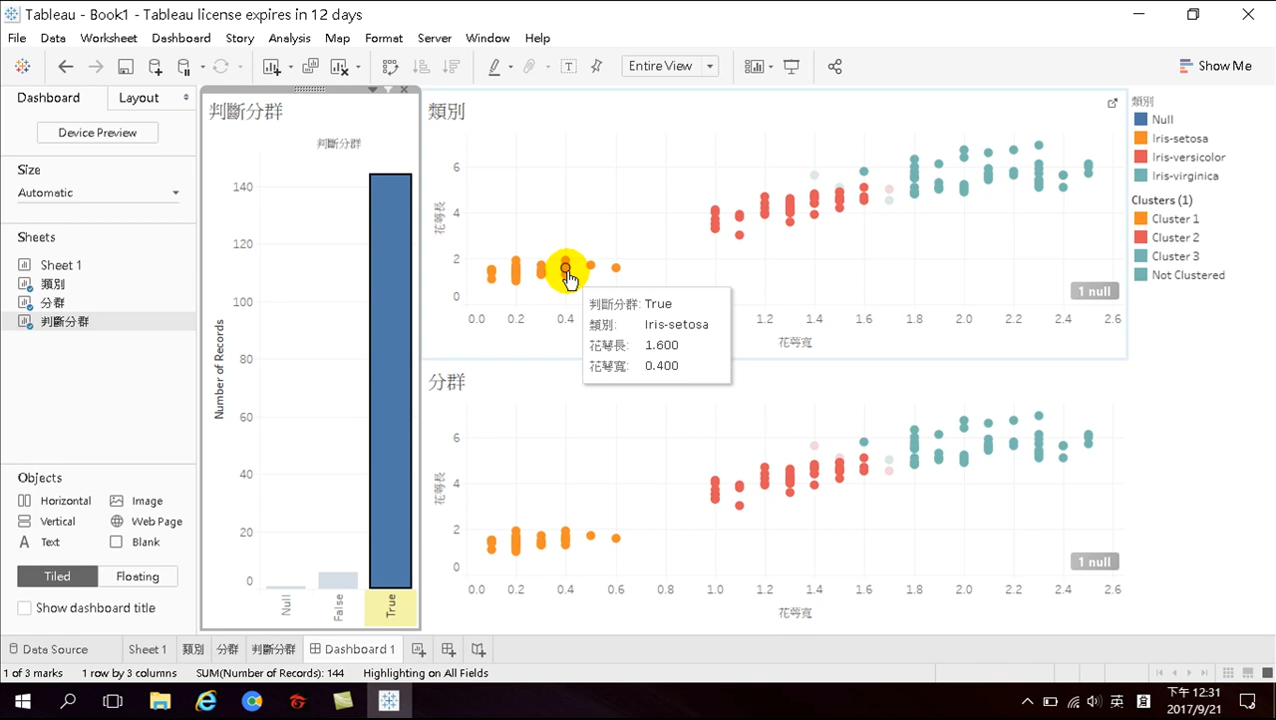 Tableau - Book1 - Tableau license expires in 12 days
File Data Worksheet Dashboard Story Analysis Map Format Server Window Help
Entire View
Show Me
Dashboard Layout
Device Preview
Size
Automatic
Sheets
Sheet 1
類別
分群
判斷分群
Objects
Horizontal Image
Vertical Web Page
Text Blank
Tiled Floating
Show dashboard title
判斷分群
判斷分群
Number of Records
140
120
100
80
60
40
20
0
Null False True
類別
花萼長
6
4
2
0
0.0 0.2 0.4 1.2 1.4 1.6 1.8 2.0 2.2 2.4 2.6
花萼寬
1 null
判斷分群: True
類別: Iris-setosa
花萼長: 1.600
花萼寬: 0.400
分群
花萼長
6
4
2
0
0.0 0.2 0.4 0.6 0.8 1.0 1.2 1.4 1.6 1.8 2.0 2.2 2.4 2.6
花萼寬
1 null
類別
Null
Iris-setosa
Iris-versicolor
Iris-virginica
Clusters (1)
Cluster 1
Cluster 2
Cluster 3
Not Clustered
Data Source Sheet 1 類別 分群 判斷分群 Dashboard 1
1 of 3 marks 1 row by 3 columns SUM(Number of Records): 144 Highlighting on All Fields
英
下午 12:31
2017/9/21